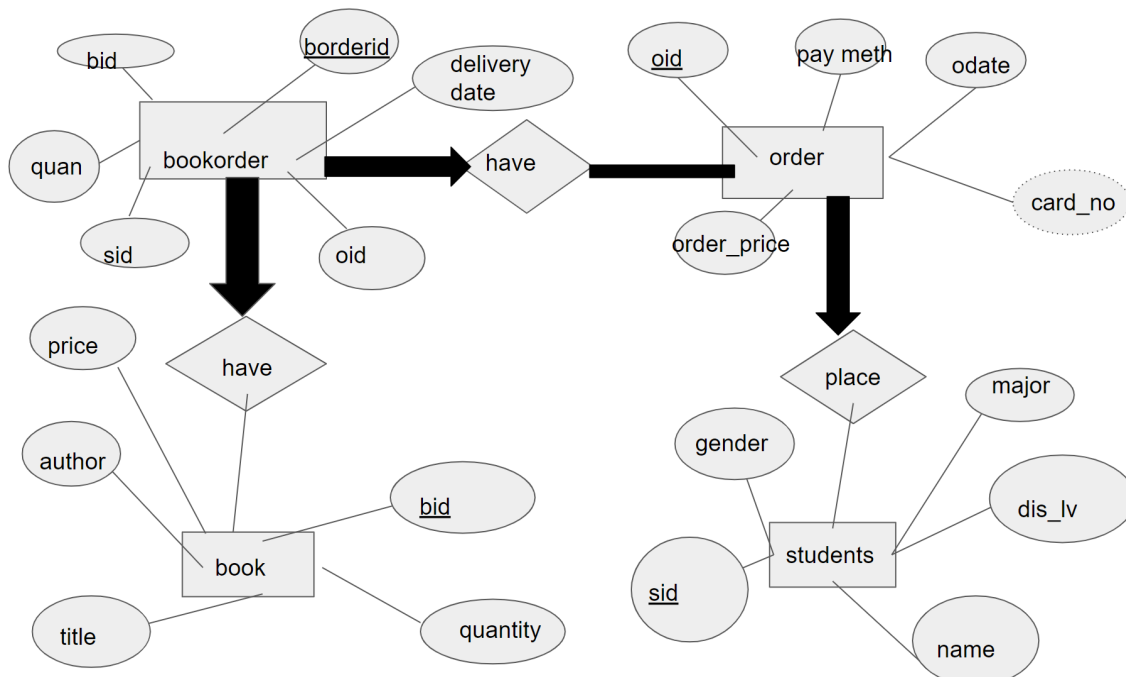 borderid
bid
delivery
date
quan
bookorder
have
sid
oid
oid
pay meth
odate
order
card_no
order_price
price
have
author
bid
book
title
quantity
place
major
gender
dis_lv
students
sid
name